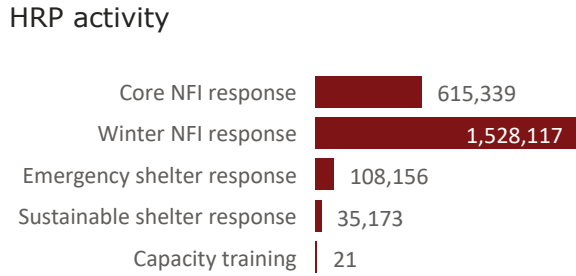 HRP activity
Core NFI response 615,339
Winter NFI response 1,528,117
Emergency shelter response 108,156
Sustainable shelter response 35,173
Capacity training 21